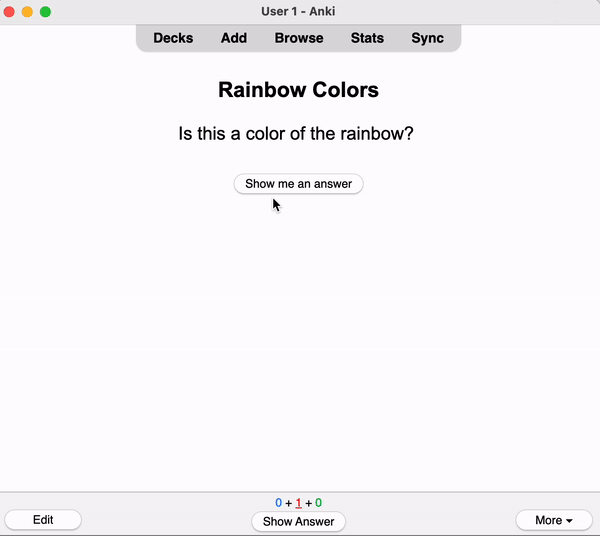 User 1 - Anki
Decks Add Browse Stats Sync
Rainbow Colors
Is this a color of the rainbow?
Show me an answer
0 + 1 + 0
Edit Show Answer More